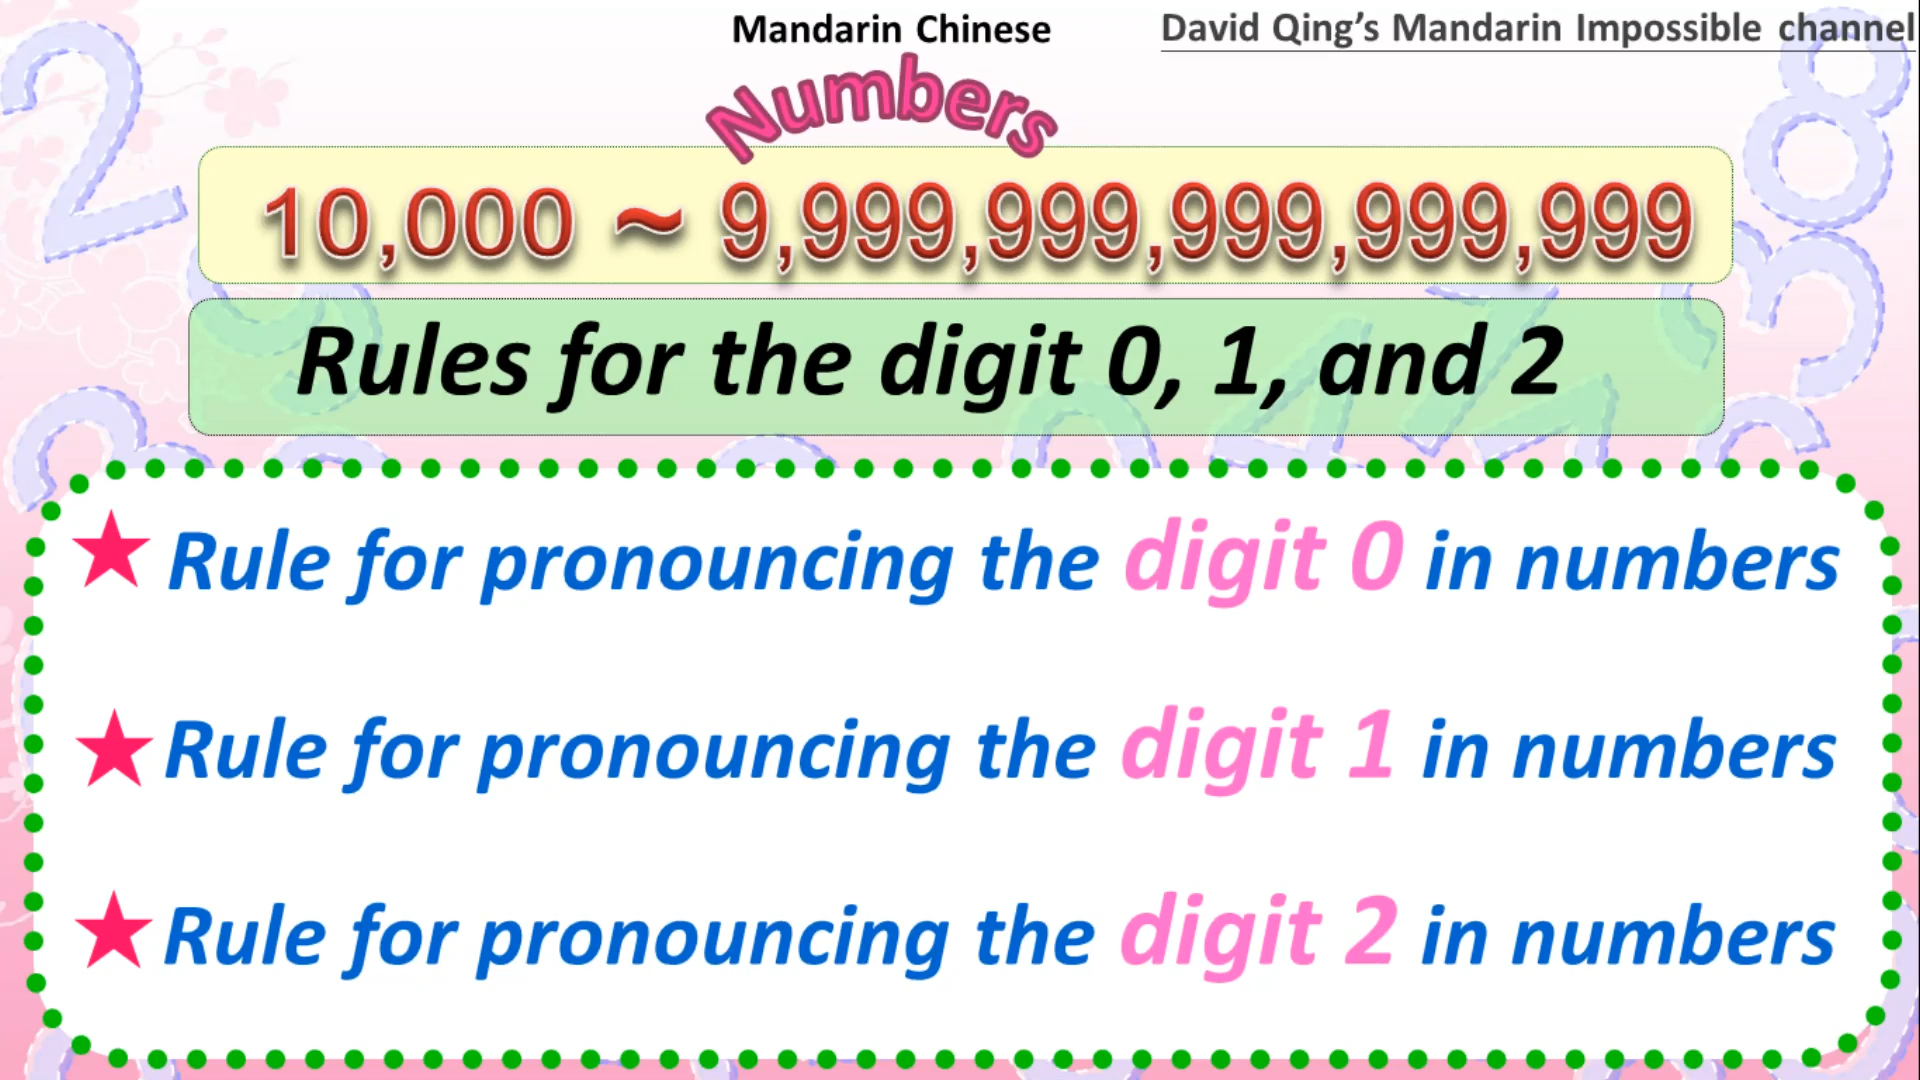 Mandarin Chinese
David Qing’s Mandarin Impossible channel
Numbers
10,000 ~ 9,999,999,999,999,999
Rules for the digit 0, 1, and 2
Rule for pronouncing the digit 0 in numbers
Rule for pronouncing the digit 1 in numbers
Rule for pronouncing the digit 2 in numbers